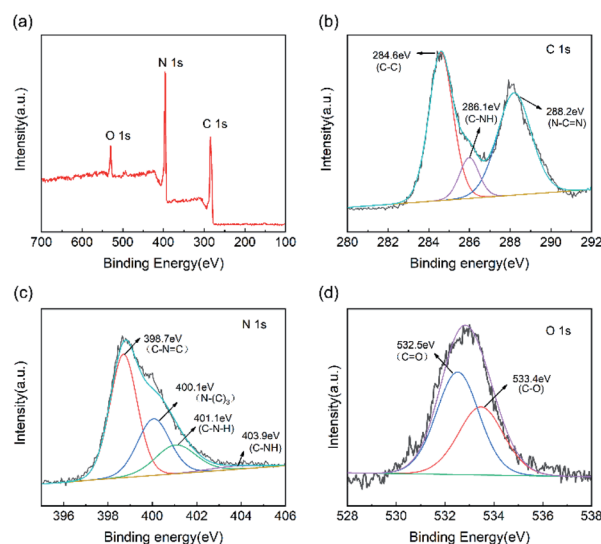 (a)
N 1s
O 1s
C 1s
Intensity(a.u.)
700 600 500 400 300 200 100
Binding Energy(eV)
(b)
C 1s
284.6eV
(C-C)
286.1eV
(C-NH)
288.2eV
(N-C=N)
Intensity(a.u.)
280 282 284 286 288 290 292
Binding energy(eV)
(c)
N 1s
398.7eV
(C-N=C)
400.1eV
(N-(C)₃)
401.1eV
(C-N-H)
403.9eV
(C-NH)
Intensity(a.u.)
396 398 400 402 404 406
Binding energy(eV)
(d)
O 1s
532.5eV
(C=O)
533.4eV
(C-O)
Intensity(a.u.)
528 530 532 534 536 538
Binding Energy(eV)